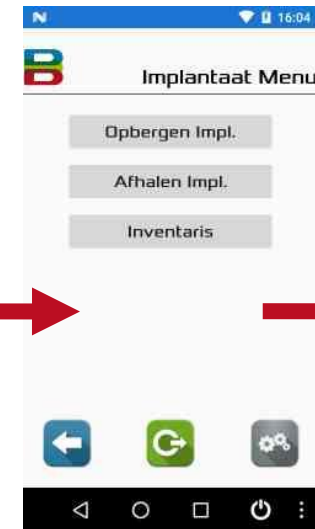 16:04
Implantaat Menu
Opbergen Impl.
Afhalen Impl.
Inventaris